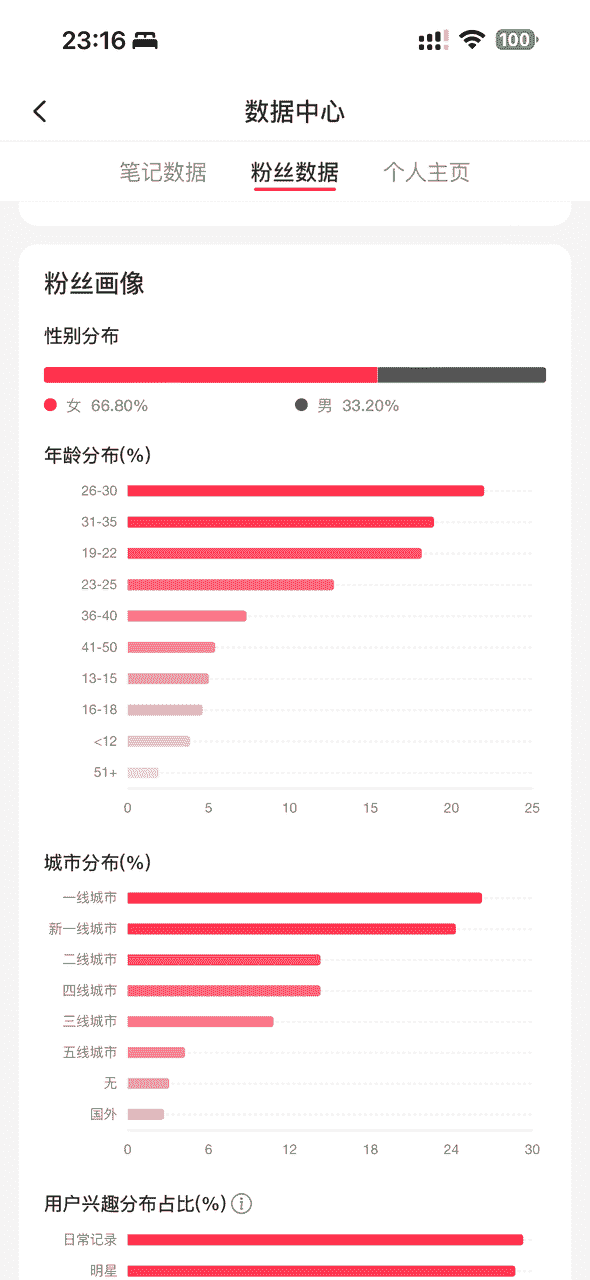 23:16
100
数据中心
笔记数据 粉丝数据 个人主页
粉丝画像
性别分布
女 66.80% 男 33.20%
年龄分布(%)
26-30
31-35
19-22
23-25
36-40
41-50
13-15
16-18
<12
51+
0 5 10 15 20 25
城市分布(%)
一线城市
新一线城市
二线城市
四线城市
三线城市
五线城市
无
国外
0 6 12 18 24 30
用户兴趣分布占比(%)
日常记录
明星